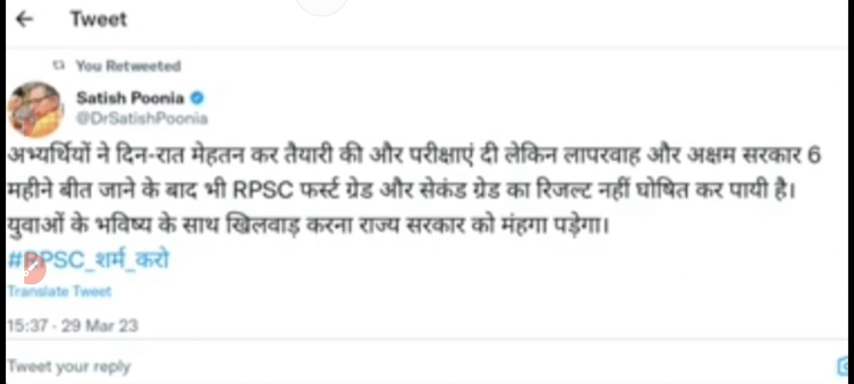 Tweet
You Retweeted
Satish Poonia
@DrSatishPoonia
अभ्यर्थियों ने दिन-रात मेहतन कर तैयारी की और परीक्षाएं दी लेकिन लापरवाह और अक्षम सरकार 6
महीने बीत जाने के बाद भी RPSC फर्स्ट ग्रेड और सेकंड ग्रेड का रिजल्ट नहीं घोषित कर पायी है।
युवाओं के भविष्य के साथ खिलवाड़ करना राज्य सरकार को मंहगा पड़ेगा।
#RPSC_शर्म_करो
Translate Tweet
15:37 - 29 Mar 23
Tweet your reply